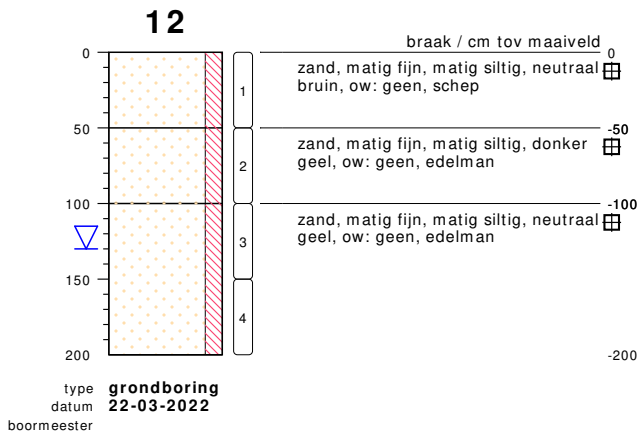 12
braak / cm tov maaiveld
0
0
zand, matig fijn, matig siltig, neutraal
bruin, ow: geen, schep
1
50
-50
zand, matig fijn, matig siltig, donker
geel, ow: geen, edelman
2
100
-100
zand, matig fijn, matig siltig, neutraal
geel, ow: geen, edelman
3
150
4
200
-200
type grondboring
datum 22-03-2022
boormeester